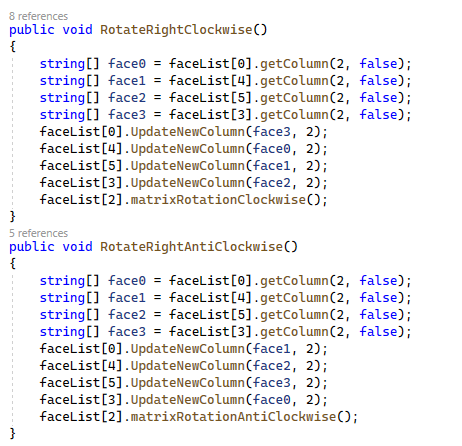 8 references
public void RotateRightClockwise()
{
string[] face0 = faceList[0].getColumn(2, false);
string[] face1 = faceList[4].getColumn(2, false);
string[] face2 = faceList[5].getColumn(2, false);
string[] face3 = faceList[3].getColumn(2, false);
faceList[0].UpdateNewColumn(face3, 2);
faceList[4].UpdateNewColumn(face0, 2);
faceList[5].UpdateNewColumn(face1, 2);
faceList[3].UpdateNewColumn(face2, 2);
faceList[2].matrixRotationClockwise();
}
5 references
public void RotateRightAntiClockwise()
{
string[] face0 = faceList[0].getColumn(2, false);
string[] face1 = faceList[4].getColumn(2, false);
string[] face2 = faceList[5].getColumn(2, false);
string[] face3 = faceList[3].getColumn(2, false);
faceList[0].UpdateNewColumn(face1, 2);
faceList[4].UpdateNewColumn(face2, 2);
faceList[5].UpdateNewColumn(face3, 2);
faceList[3].UpdateNewColumn(face0, 2);
faceList[2].matrixRotationAntiClockwise();
}